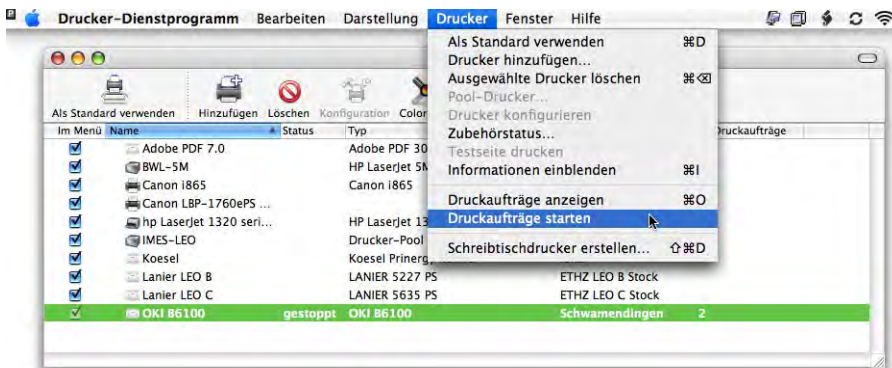 Drucker-Dienstprogramm Bearbeiten Darstellung Drucker Fenster Hilfe
Als Standard verwenden ⌘D
Drucker hinzufügen...
Ausgewählte Drucker löschen ⌘⌫
Pool-Drucker...
Drucker konfigurieren
Zubehörstatus...
Testseite drucken
Informationen einblenden ⌘I
Druckaufträge anzeigen ⌘O
Druckaufträge starten
Schreibtischdrucker erstellen... ⇧⌘D
Als Standard verwenden Hinzufügen Löschen Konfiguration Color
Im Menü Name Status Typ Druckaufträge
Adobe PDF 7.0 Adobe PDF 30
BWL-5M HP LaserJet 5M
Canon i865 Canon i865
Canon LBP-1760ePS ...
hp LaserJet 1320 seri... HP LaserJet 13
IMES-LEO Drucker-Pool
Koesel Koesel Prinerg
Lanier LEO B LANIER 5227 PS ETHZ LEO B Stock
Lanier LEO C LANIER 5635 PS ETHZ LEO C Stock
OKI B6100 gestoppt OKI B6100 Schwamendingen 2